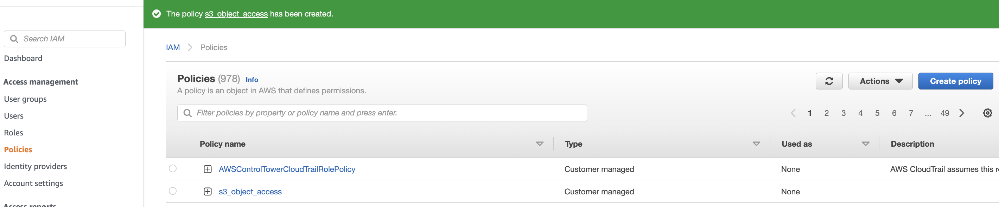 The policy s3_object_access has been created.
Search IAM
Dashboard
Access management
User groups
Users
Roles
Policies
Identity providers
Account settings
Access reports
IAM > Policies
Policies (978) Info
A policy is an object in AWS that defines permissions.
Actions
Create policy
Filter policies by property or policy name and press enter.
1 2 3 4 5 6 7 ... 49
Policy name Type Used as Description
AWSControlTowerCloudTrailRolePolicy Customer managed None AWS CloudTrail assumes this
s3_object_access Customer managed None